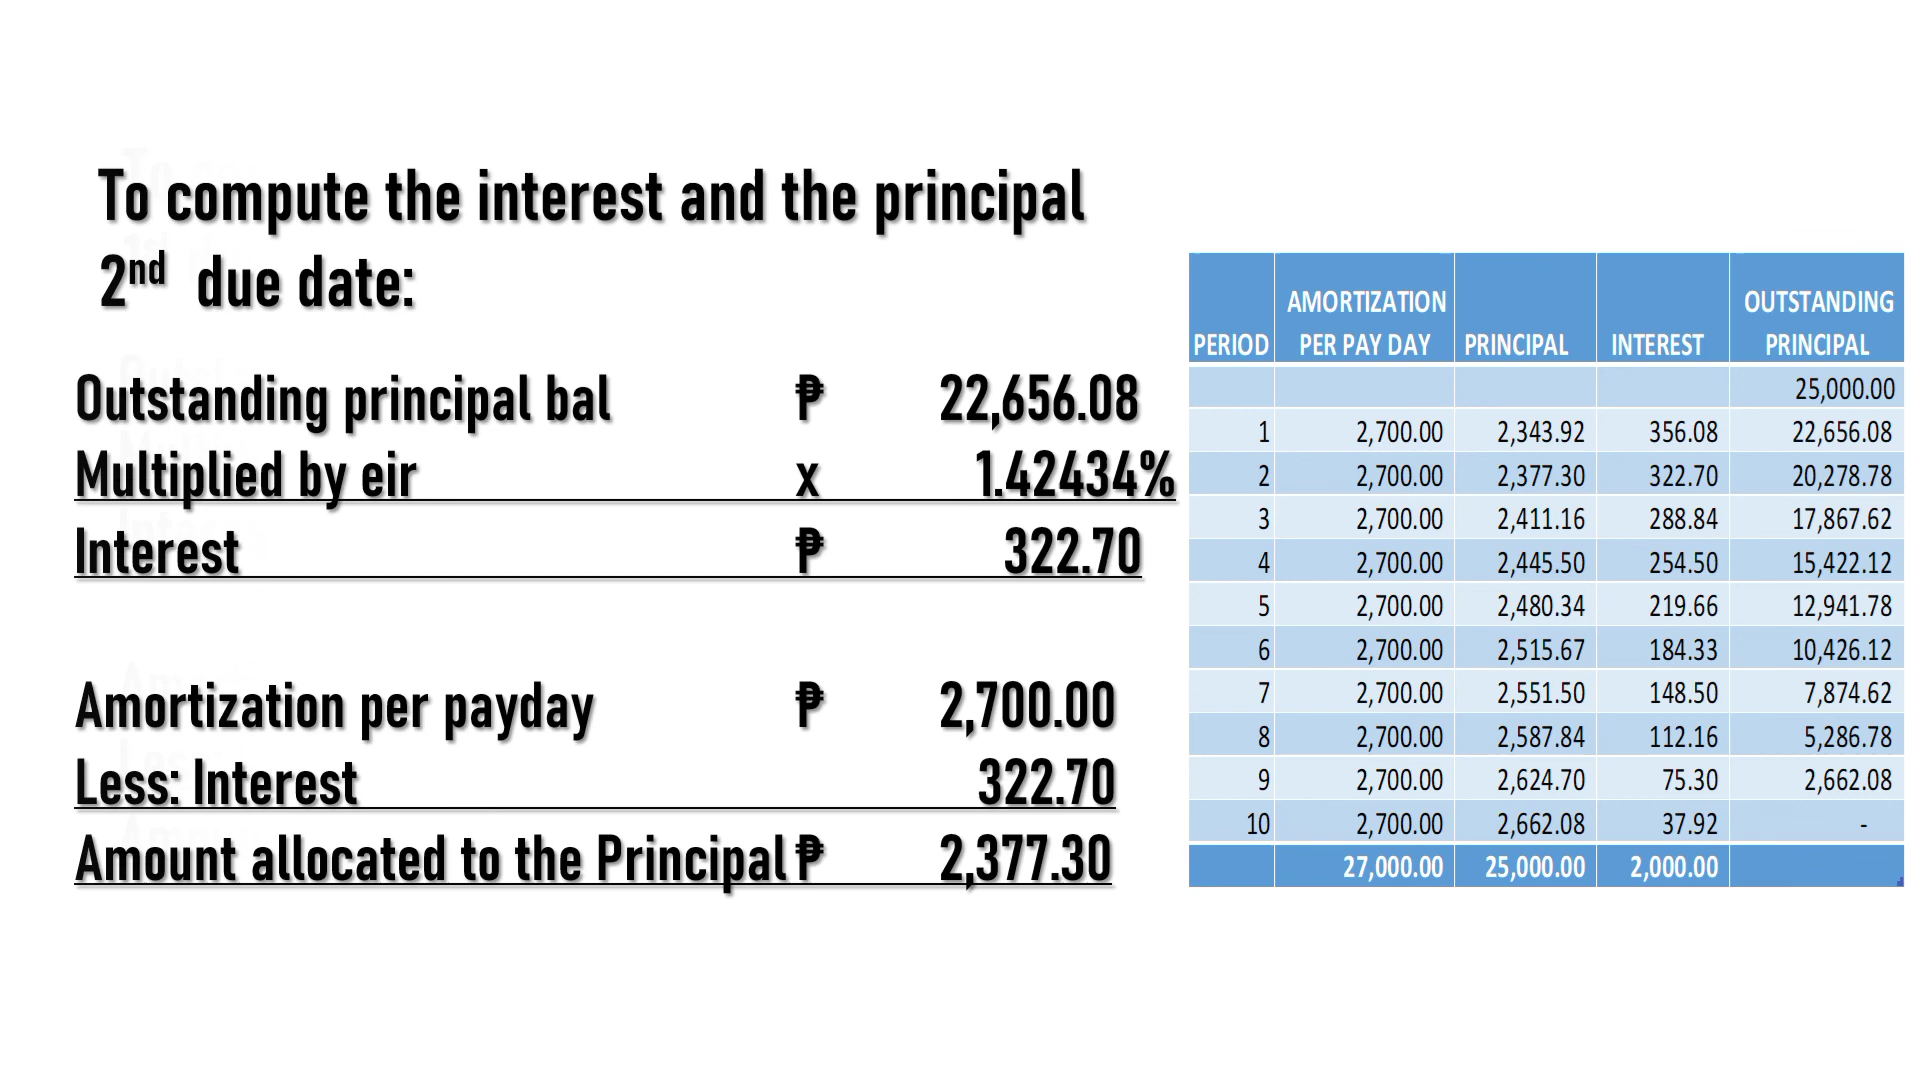 To compute the interest and the principal
2nd due date:
Outstanding principal bal ₱ 22,656.08
Multiplied by eir x 1.42434%
Interest ₱ 322.70
Amortization per payday ₱ 2,700.00
Less: Interest 322.70
Amount allocated to the Principal ₱ 2,377.30
PERIOD AMORTIZATION PER PAY DAY PRINCIPAL INTEREST OUTSTANDING PRINCIPAL
25,000.00
1 2,700.00 2,343.92 356.08 22,656.08
2 2,700.00 2,377.30 322.70 20,278.78
3 2,700.00 2,411.16 288.84 17,867.62
4 2,700.00 2,445.50 254.50 15,422.12
5 2,700.00 2,480.34 219.66 12,941.78
6 2,700.00 2,515.67 184.33 10,426.12
7 2,700.00 2,551.50 148.50 7,874.62
8 2,700.00 2,587.84 112.16 5,286.78
9 2,700.00 2,624.70 75.30 2,662.08
10 2,700.00 2,662.08 37.92 -
27,000.00 25,000.00 2,000.00